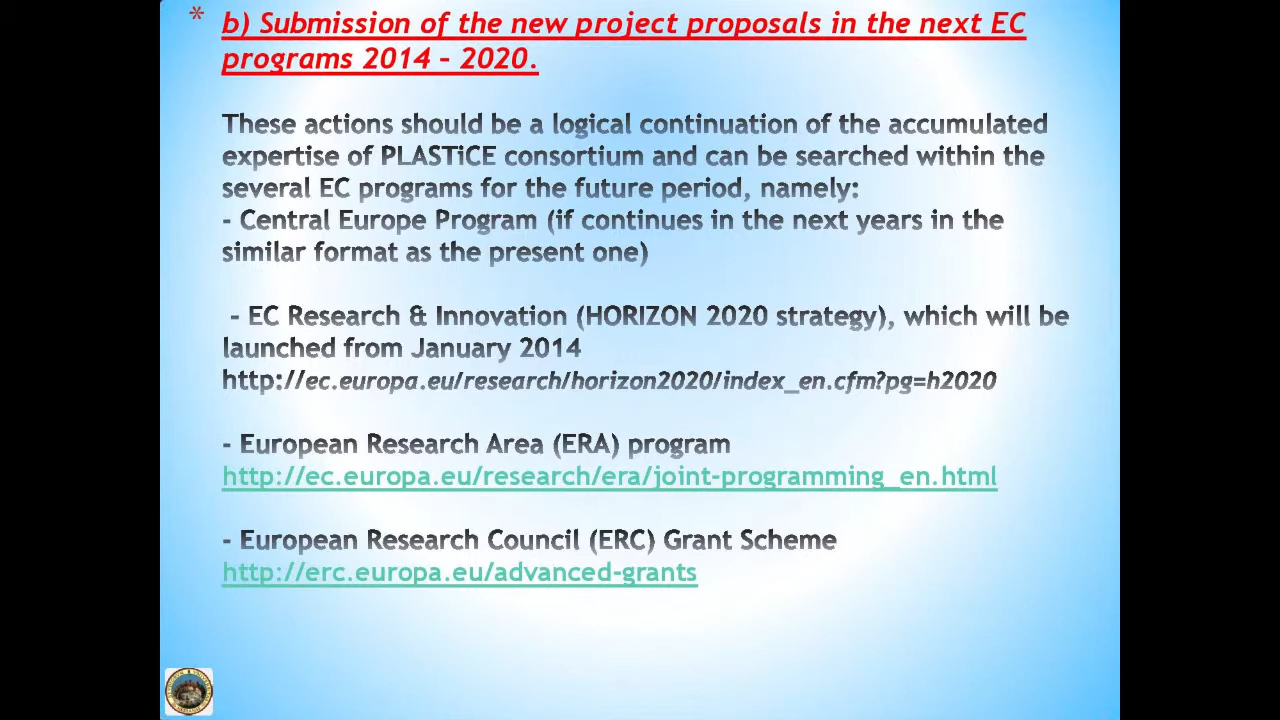 * b) Submission of the new project proposals in the next EC
programs 2014 – 2020.
These actions should be a logical continuation of the accumulated
expertise of PLASTiCE consortium and can be searched within the
several EC programs for the future period, namely:
- Central Europe Program (if continues in the next years in the
similar format as the present one)
- EC Research & Innovation (HORIZON 2020 strategy), which will be
launched from January 2014
http://ec.europa.eu/research/horizon2020/index_en.cfm?pg=h2020
- European Research Area (ERA) program
http://ec.europa.eu/research/era/joint-programming_en.html
- European Research Council (ERC) Grant Scheme
http://erc.europa.eu/advanced-grants